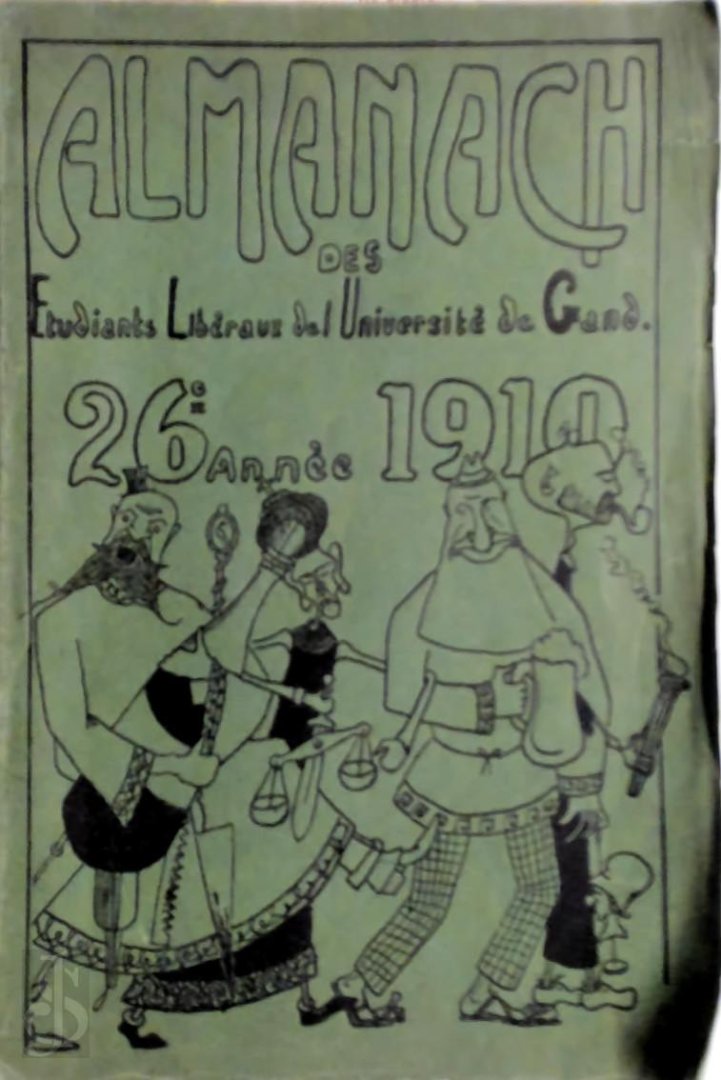 ALMANACH
DES
Etudiants Libéraux de l'Université de Gand.
26e Année 1910